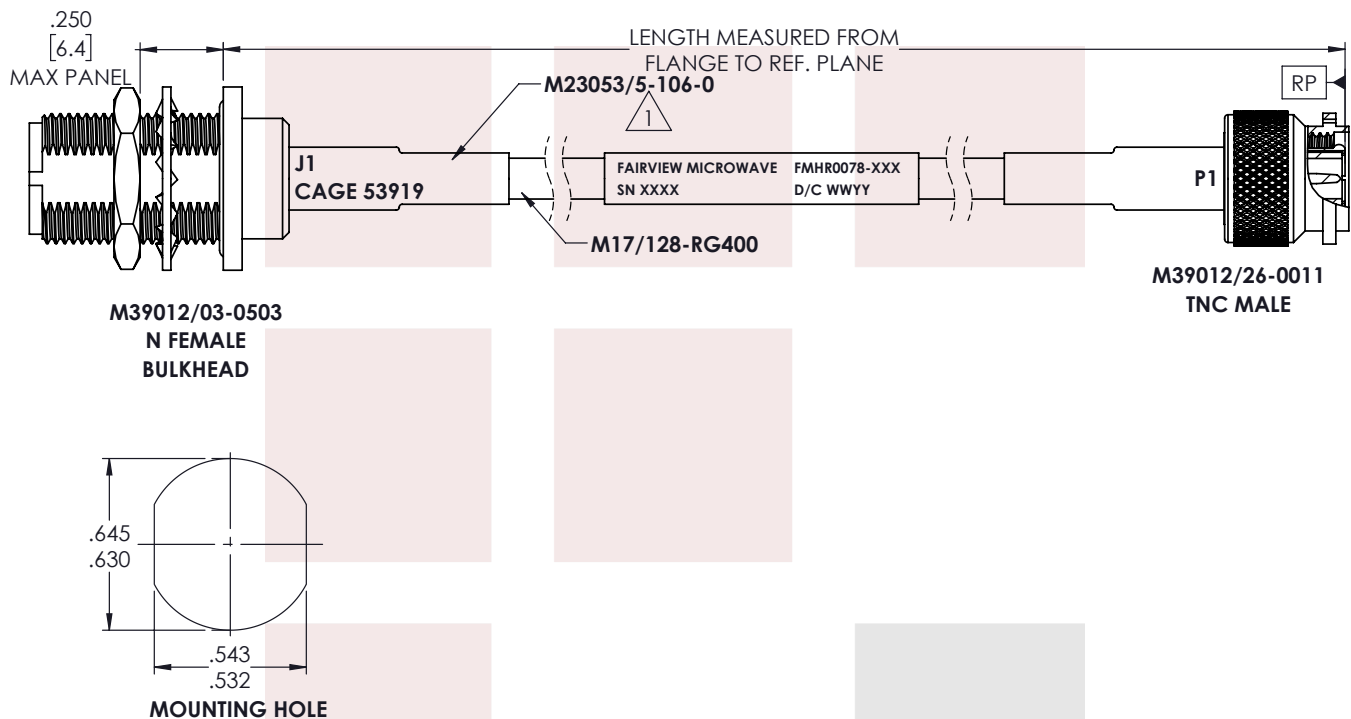 .250
[6.4]
MAX PANEL
LENGTH MEASURED FROM
FLANGE TO REF. PLANE
RP
M23053/5-106-0
1
J1
CAGE 53919
FAIRVIEW MICROWAVE FMHR0078-XXX
SN XXXX D/C WWYY
P1
M17/128-RG400
M39012/03-0503
N FEMALE
BULKHEAD
M39012/26-0011
TNC MALE
.645
.630
.543
.532
MOUNTING HOLE